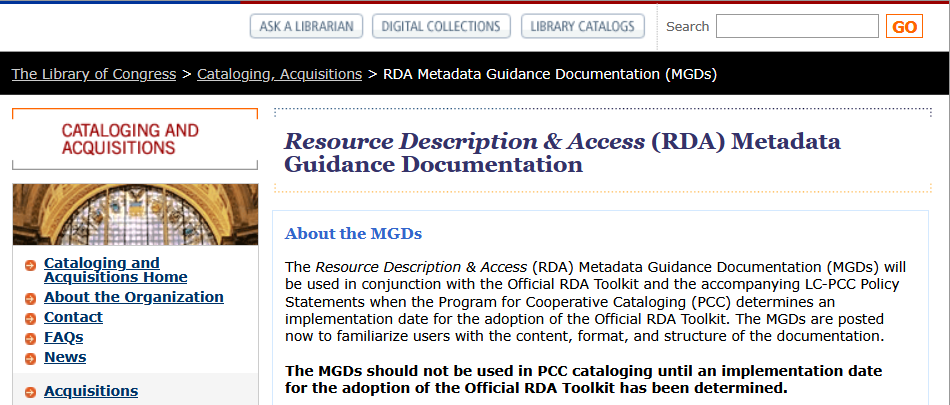 ASK A LIBRARIAN DIGITAL COLLECTIONS LIBRARY CATALOGS Search GO
The Library of Congress > Cataloging, Acquisitions > RDA Metadata Guidance Documentation (MGDs)
CATALOGING AND
ACQUISITIONS
Cataloging and
Acquisitions Home
About the Organization
Contact
FAQs
News
Acquisitions
Resource Description & Access (RDA) Metadata
Guidance Documentation
About the MGDs
The Resource Description & Access (RDA) Metadata Guidance Documentation (MGDs) will
be used in conjunction with the Official RDA Toolkit and the accompanying LC-PCC Policy
Statements when the Program for Cooperative Cataloging (PCC) determines an
implementation date for the adoption of the Official RDA Toolkit. The MGDs are posted
now to familiarize users with the content, format, and structure of the documentation.
The MGDs should not be used in PCC cataloging until an implementation date
for the adoption of the Official RDA Toolkit has been determined.